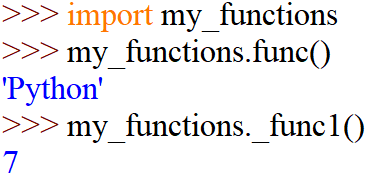 >>> import my_functions
>>> my_functions.func()
'Python'
>>> my_functions._func1()
7